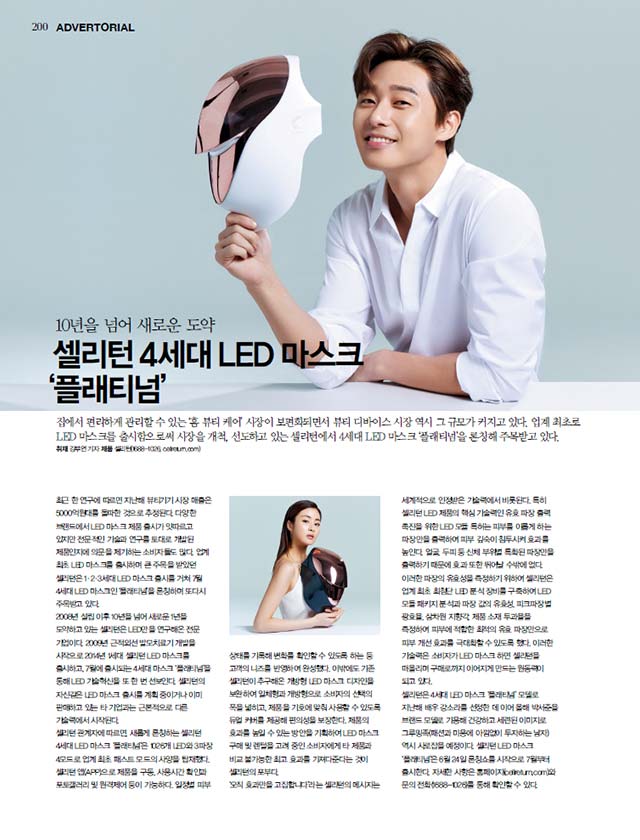 200 ADVERTORIAL
10년을 넘어 새로운 도약
셀리턴 4세대 LED 마스크
‘플래티넘’
집에서 편리하게 관리할 수 있는 ‘홈 뷰티 케어’ 시장이 보편화되면서 뷰티 디바이스 시장 역시 그 규모가 커지고 있다. 업계 최초로
LED 마스크를 출시함으로써 시장을 개척, 선도하고 있는 셀리턴에서 4세대 LED 마스크 ‘플래티넘’을 론칭해 주목받고 있다.
취재 김부연 기자 제품 셀리턴(1688-1026, cellreturn.com)
최근 한 연구에 따르면 지난해 뷰티기기 시장 매출은
5000억원대를 돌파한 것으로 추정된다. 다양한
브랜드에서 LED 마스크 제품 출시가 잇따르고
있지만 전문적인 기술과 연구를 토대로 개발된
제품인지에 의문을 제기하는 소비자들도 많다. 업계
최초 LED 마스크를 출시하며 큰 주목을 받았던
셀리턴은 1·2·3세대 LED 마스크 출시를 거쳐 7월
4세대 LED 마스크인 ‘플래티넘’을 론칭하며 또다시
주목받고 있다.
2008년 설립 이후 10년을 넘어 새로운 1년을
도약하고 있는 셀리턴은 LED만을 연구해온 전문
기업이다. 2009년 근적외선 발모치료기 개발을
시작으로 2014년 1세대 셀리턴 LED 마스크를
출시하고, 7월에 출시되는 4세대 마스크 ‘플래티넘’을
통해 LED 기술혁신을 또 한 번 선보인다. 셀리턴의
자신감은 LED 마스크 출시를 계획 중이거나 이미
판매하고 있는 타 기업과는 근본적으로 다른
기술력에서 시작된다.
셀리턴 관계자에 따르면, 새롭게 론칭하는 셀리턴
4세대 LED 마스크 ‘플래티넘’은 1026개 LED와 3파장
4모드로 업계 최초 패스트 모드의 사양을 탑재했다.
셀리턴 앱(APP)으로 제품을 구동, 사용시간 확인과
포토갤러리 및 원격제어 등이 가능하다. 일정별 피부
상태를 기록해 변화를 확인할 수 있도록 하는 등
고객의 니즈를 반영하여 완성했다. 이밖에도 기존
셀리턴이 추구해온 개방형 LED 마스크 디자인을
보완하여 일체형과 개방형으로 소비자의 선택의
폭을 넓히고, 제품을 기호에 맞춰 사용할 수 있도록
듀얼 커버를 제공해 편의성을 보장한다. 제품의
효과를 높일 수 있는 방안을 기획하여 LED 마스크
구매 및 렌털을 고려 중인 소비자에게 타 제품과
비교 불가능한 최고 효과를 가져다준다는 것이
셀리턴의 포부다.
‘오직 효과만을 고집합니다’라는 셀리턴의 메시지는
세계적으로 인정받은 기술력에서 비롯된다. 특히
셀리턴 LED 제품의 핵심 기술력인 유효 파장 출력
촉진을 위한 LED 모듈 특허는 피부를 이롭게 하는
파장만을 출력하여 피부 깊숙이 침투시켜 효과를
높인다. 얼굴, 두피 등 신체 부위별 특화된 파장만을
출력하기 때문에 효과 또한 뛰어날 수밖에 없다.
이러한 파장의 유효성을 측정하기 위하여 셀리턴은
업계 최초 최첨단 LED 분석 장비를 구축하여 LED
모듈 패키지 분석과 파장 값의 유효성, 피크파장별
광효율, 삼차원 지향각, 제품 소재 투과율을
측정하여 피부에 적합한 최적의 유효 파장만으로
피부 개선 효과를 극대화할 수 있도록 했다. 이러한
기술력은 소비자가 LED 마스크 하면 셀리턴을
떠올리며 구매로까지 이어지게 만드는 원동력이
되고 있다.
셀리턴은 4세대 LED 마스크 ‘플래티넘’ 모델로
지난해 배우 강소라를 선정한 데 이어 올해 박서준을
브랜드 모델로 기용해 건강하고 세련된 이미지로
그루밍족(패션과 미용에 아낌없이 투자하는 남자)
역시 사로잡을 예정이다. 셀리턴 LED 마스크
‘플래티넘’은 6월 24일 론칭쇼를 시작으로 7월부터
출시한다. 자세한 사항은 홈페이지(cellreturn.com)와
문의 전화(1688-1026)를 통해 확인할 수 있다.